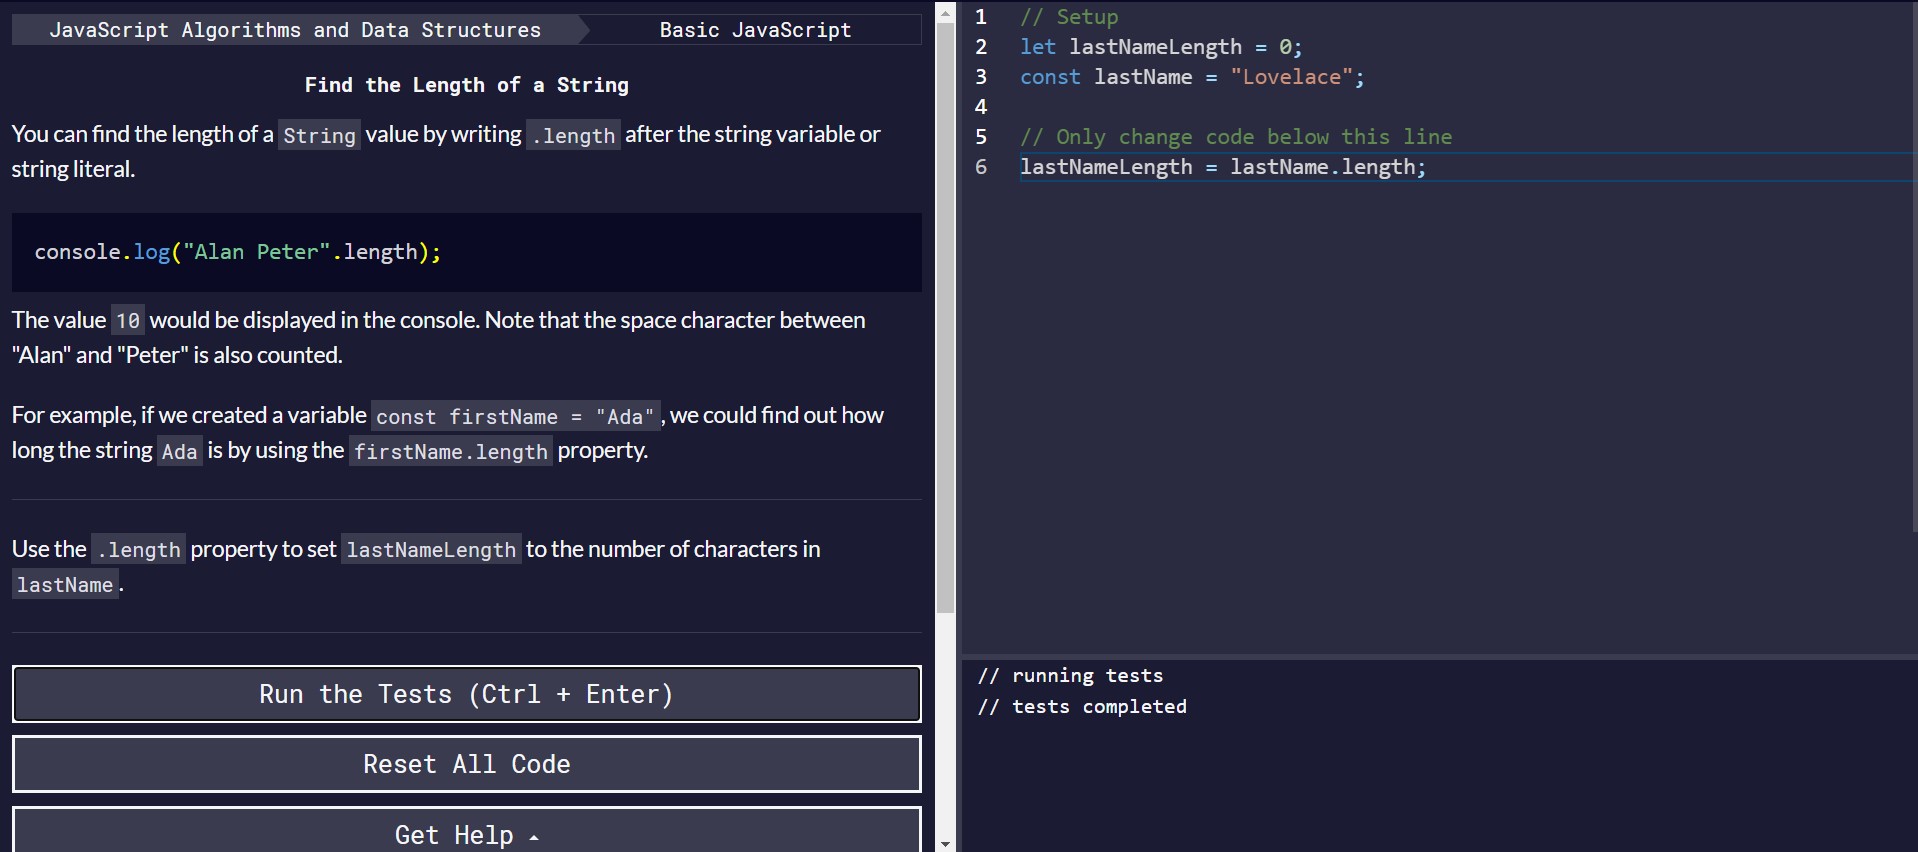 JavaScript Algorithms and Data Structures
Basic JavaScript
Find the Length of a String
You can find the length of a String value by writing .length after the string variable or
string literal.
console.log("Alan Peter".length);
The value 10 would be displayed in the console. Note that the space character between
"Alan" and "Peter" is also counted.
For example, if we created a variable const firstName = "Ada", we could find out how
long the string Ada is by using the firstName.length property.
Use the .length property to set lastNameLength to the number of characters in
lastName.
Run the Tests (Ctrl + Enter)
Reset All Code
Get Help
1 // Setup
2 let lastNameLength = 0;
3 const lastName = "Lovelace";
4
5 // Only change code below this line
6 lastNameLength = lastName.length;
// running tests
// tests completed